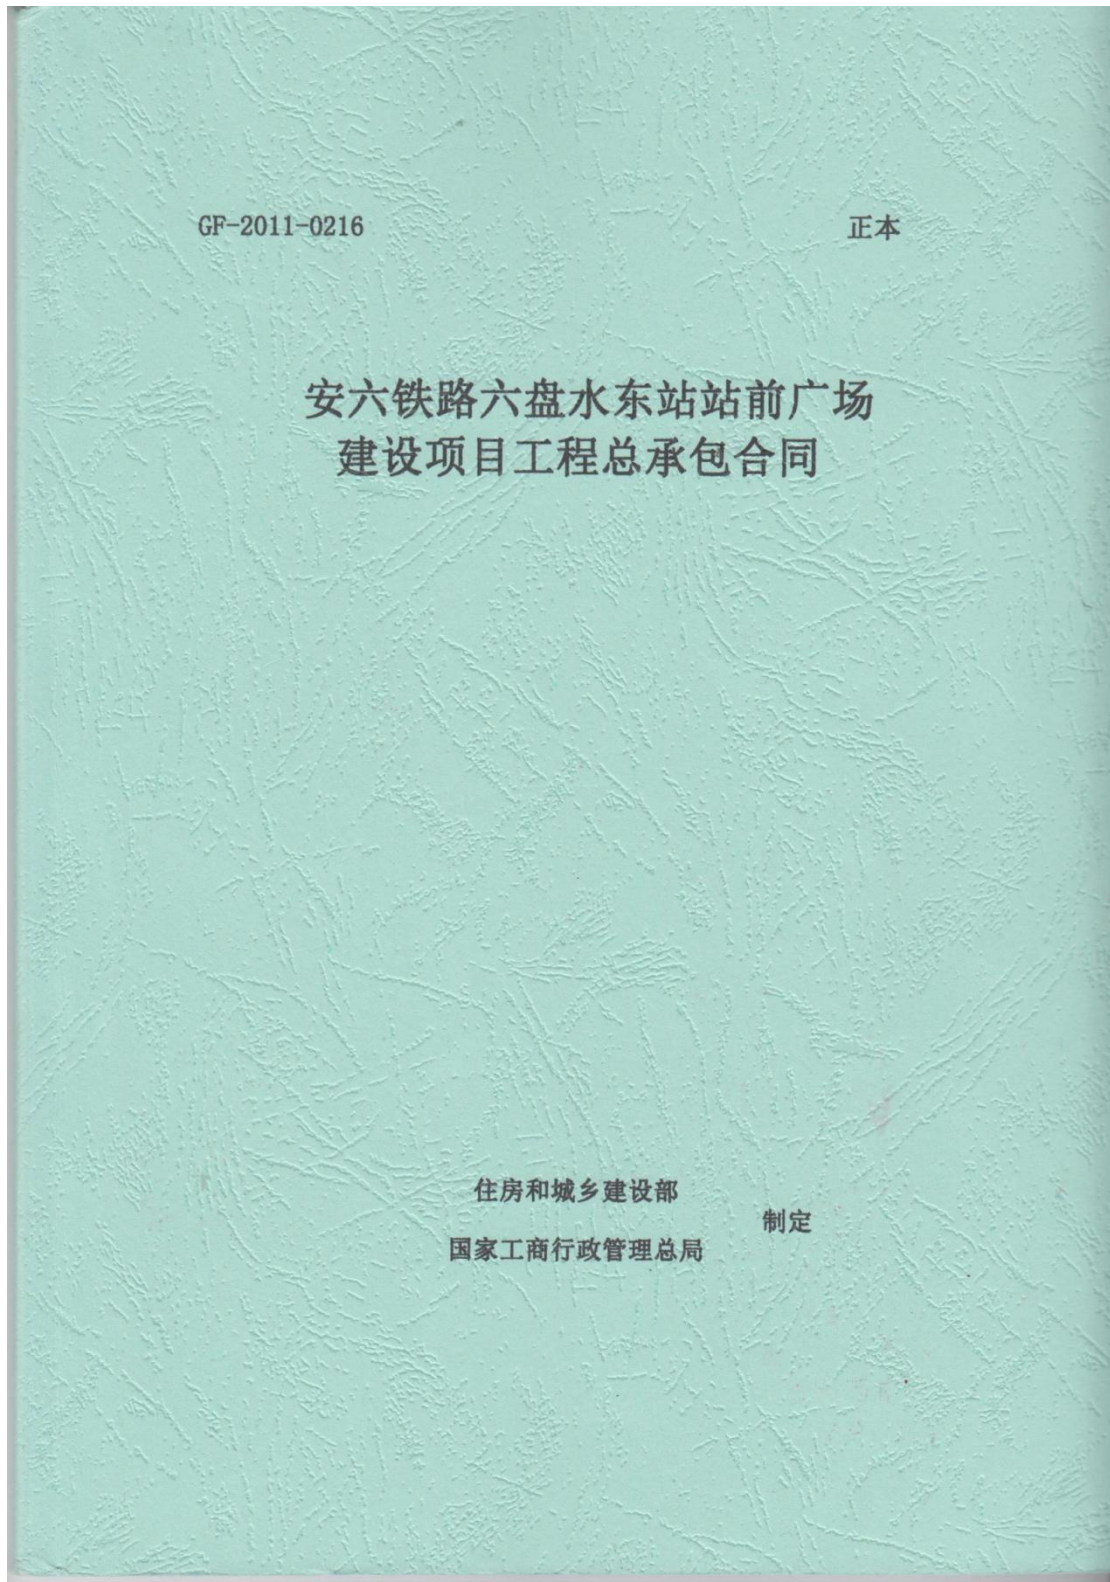 GF-2011-0216 正本
安六铁路六盘水东站站前广场
建设项目工程总承包合同
住房和城乡建设部
制定
国家工商行政管理总局